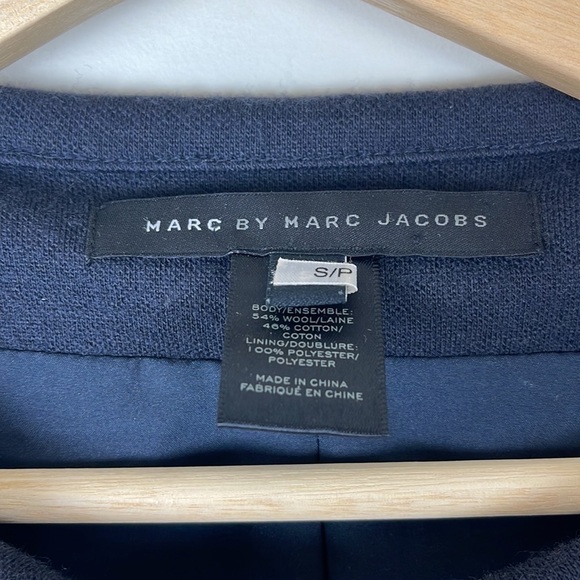 MARC BY MARC JACOBS
S/P
BODY/ENSEMBLE:
54% WOOL/LAINE
46% COTTON/
COTON
LINING/DOUBLURE:
100% POLYESTER/
POLYESTER
MADE IN CHINA
FABRIQUÉ EN CHINE